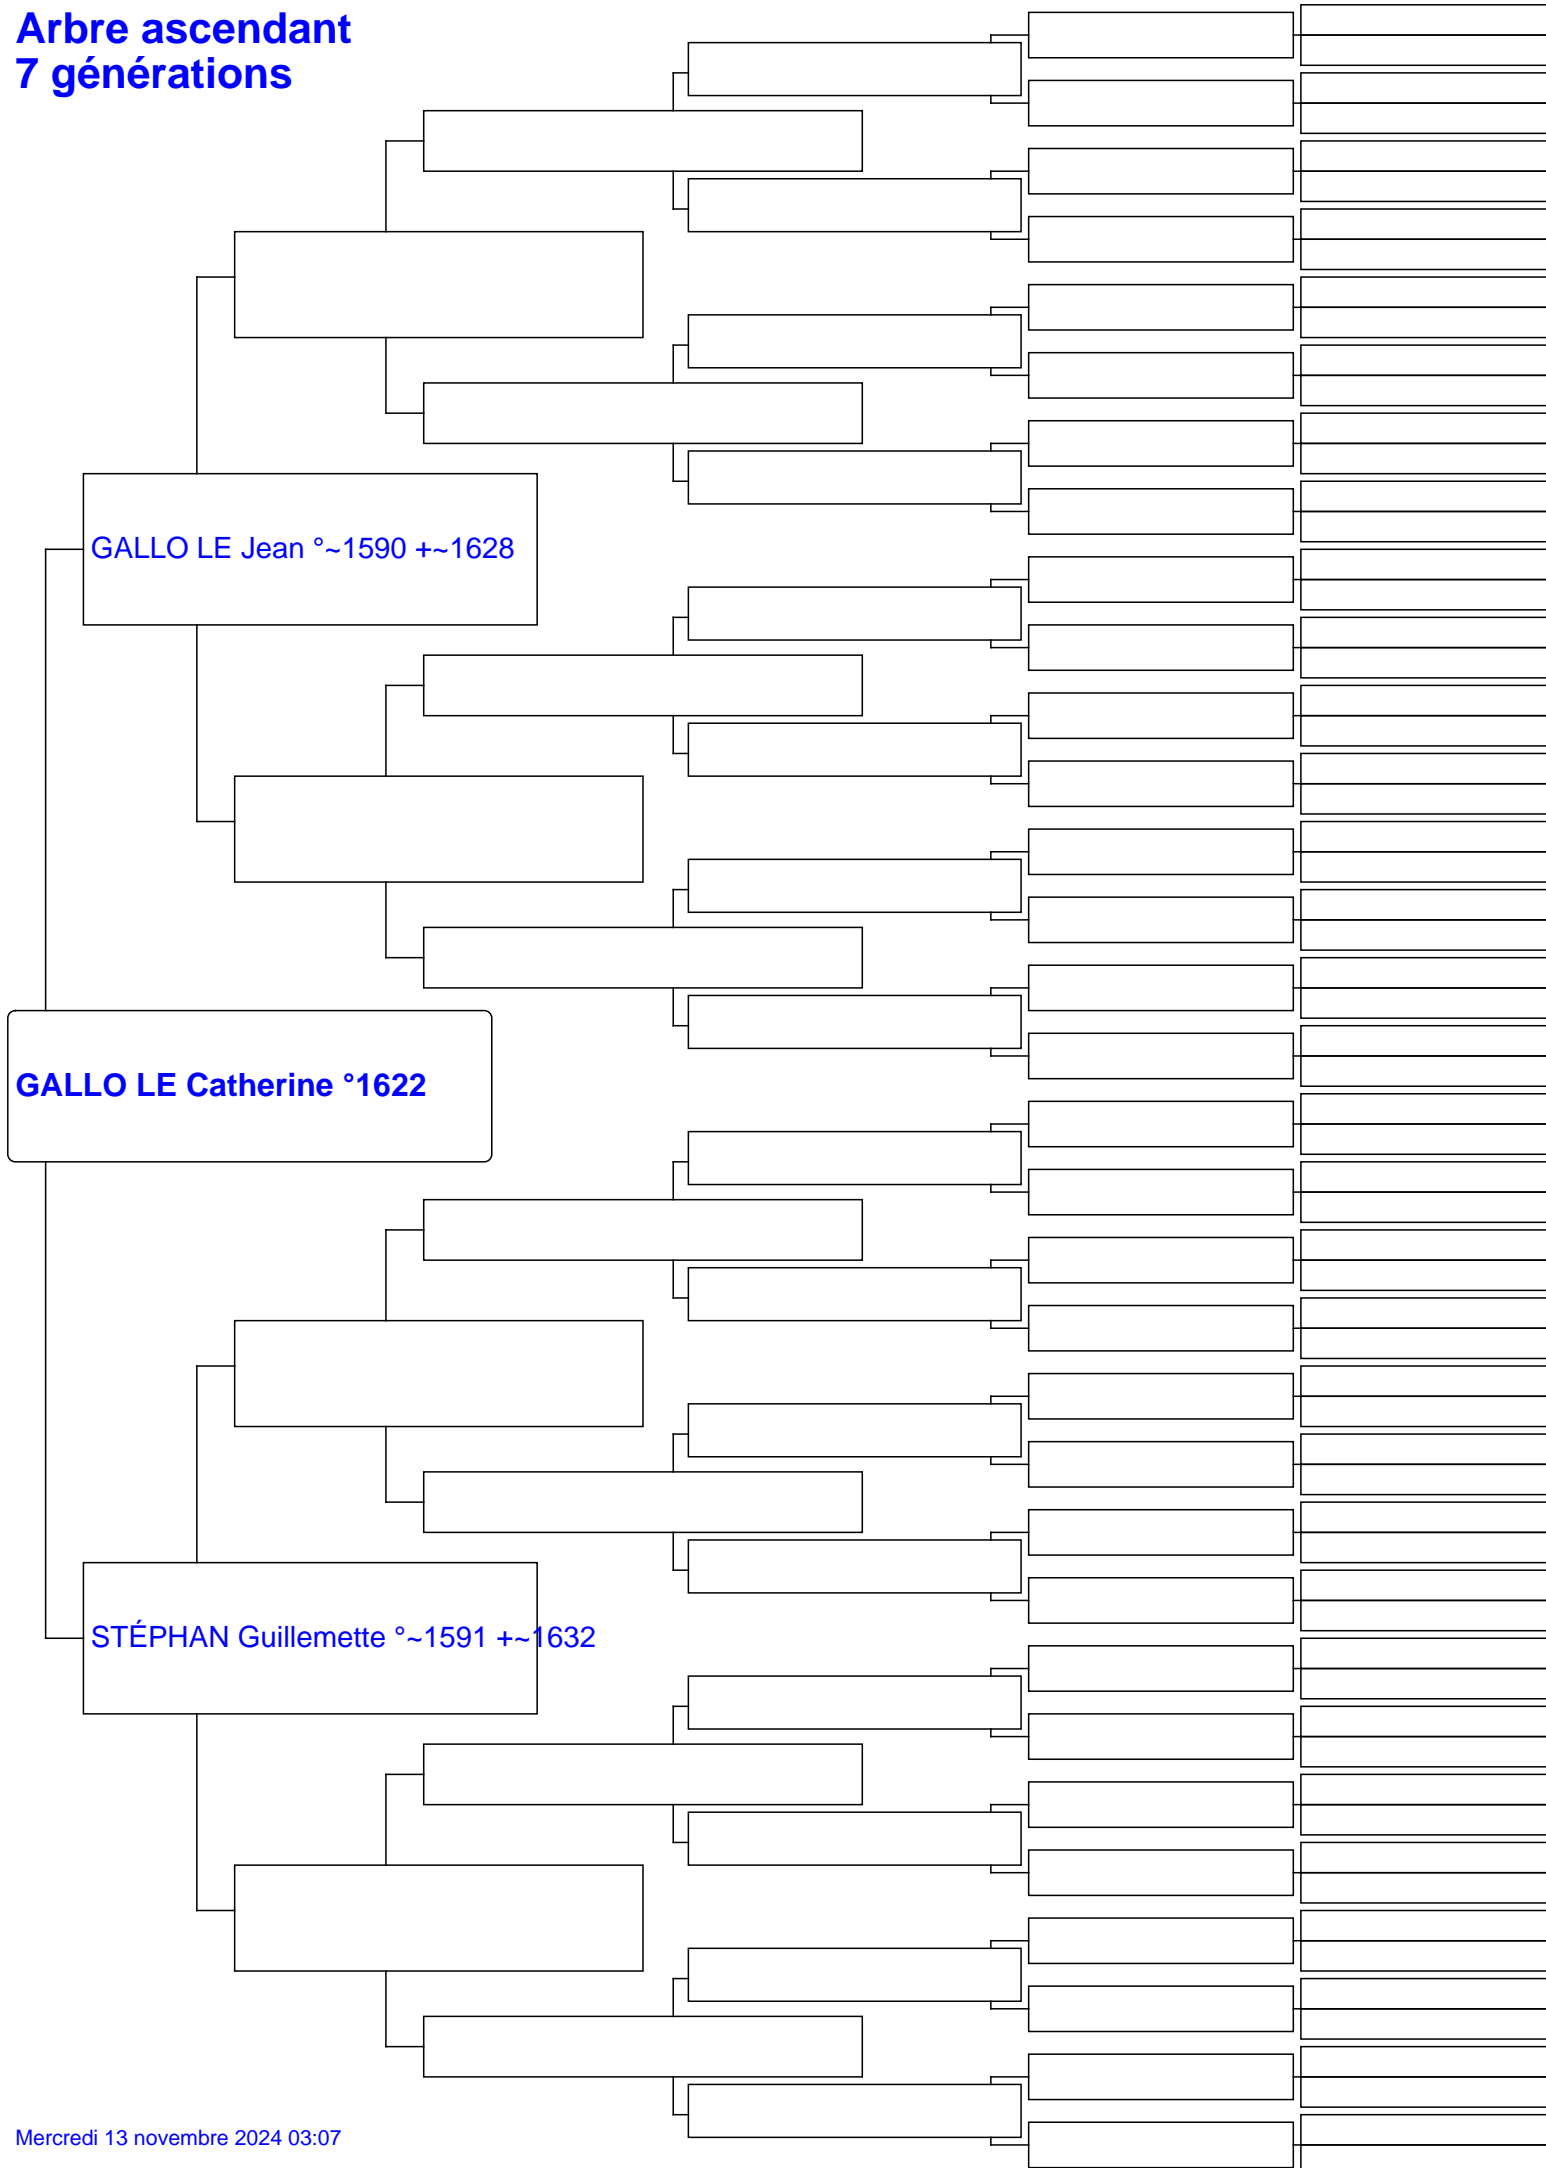 Arbre ascendant
7 générations
GALLO LE Jean °~1590 +~1628
GALLO LE Catherine °1622
STÉPHAN Guillemette °~1591 +~1632
Mercredi 13 novembre 2024 03:07